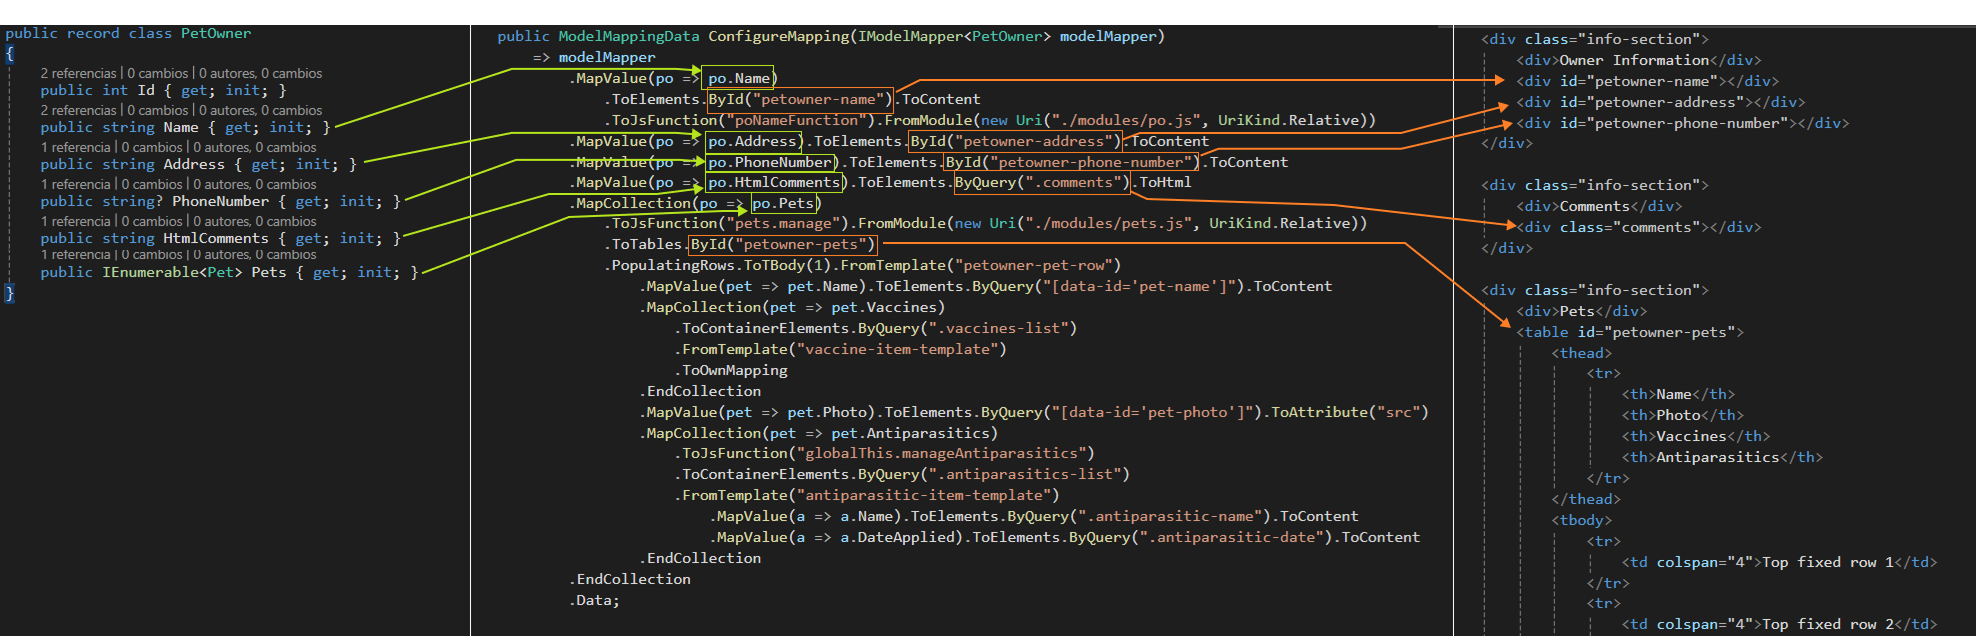 public record class PetOwner
{
2 referencias | 0 cambios | 0 autores, 0 cambios
public int Id { get; init; }
2 referencias | 0 cambios | 0 autores, 0 cambios
public string Name { get; init; }
1 referencia | 0 cambios | 0 autores, 0 cambios
public string Address { get; init; }
1 referencia | 0 cambios | 0 autores, 0 cambios
public string? PhoneNumber { get; init; }
1 referencia | 0 cambios | 0 autores, 0 cambios
public string HtmlComments { get; init; }
1 referencia | 0 cambios | 0 autores, 0 cambios
public IEnumerable<Pet> Pets { get; init; }
}
public ModelMappingData ConfigureMapping(IModelMapper<PetOwner> modelMapper)
=> modelMapper
.MapValue(po => po.Name)
.ToElements.ById("petowner-name").ToContent
.ToJsFunction("poNameFunction").FromModule(new Uri("./modules/po.js", UriKind.Relative))
.MapValue(po => po.Address).ToElements.ById("petowner-address").ToContent
.MapValue(po => po.PhoneNumber).ToElements.ById("petowner-phone-number").ToContent
.MapValue(po => po.HtmlComments).ToElements.ByQuery(".comments").ToHtml
.MapCollection(po => po.Pets)
.ToJsFunction("pets.manage").FromModule(new Uri("./modules/pets.js", UriKind.Relative))
.ToTables.ById("petowner-pets")
.PopulatingRows.ToTBody(1).FromTemplate("petowner-pet-row")
.MapValue(pet => pet.Name).ToElements.ByQuery("[data-id='pet-name']").ToContent
.MapCollection(pet => pet.Vaccines)
.ToContainerElements.ByQuery(".vaccines-list")
.FromTemplate("vaccine-item-template")
.ToOwnMapping
.EndCollection
.MapValue(pet => pet.Photo).ToElements.ByQuery("[data-id='pet-photo']").ToAttribute("src")
.MapCollection(pet => pet.Antiparasitics)
.ToJsFunction("globalThis.manageAntiparasitics")
.ToContainerElements.ByQuery(".antiparasitics-list")
.FromTemplate("antiparasitic-item-template")
.MapValue(a => a.Name).ToElements.ByQuery(".antiparasitic-name").ToContent
.MapValue(a => a.DateApplied).ToElements.ByQuery(".antiparasitic-date").ToContent
.EndCollection
.EndCollection
.Data;
<div class="info-section">
<div>Owner Information</div>
<div id="petowner-name"></div>
<div id="petowner-address"></div>
<div id="petowner-phone-number"></div>
</div>
<div class="info-section">
<div>Comments</div>
<div class="comments"></div>
</div>
<div class="info-section">
<div>Pets</div>
<table id="petowner-pets">
<thead>
<tr>
<th>Name</th>
<th>Photo</th>
<th>Vaccines</th>
<th>Antiparasitics</th>
</tr>
</thead>
<tbody>
<tr>
<td colspan="4">Top fixed row 1</td>
</tr>
<tr>
<td colspan="4">Top fixed row 2</td>